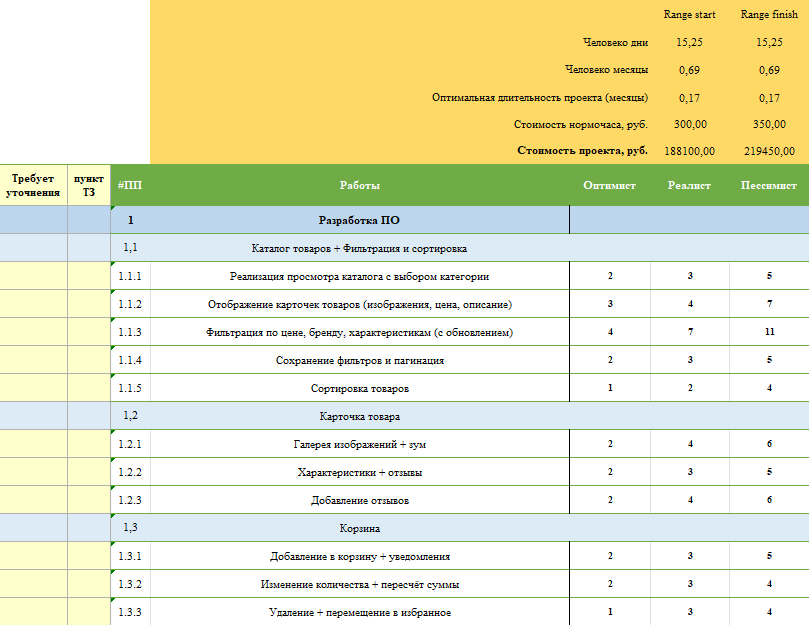 Range start Range finish
Человеко дни 15,25 15,25
Человеко месяцы 0,69 0,69
Оптимальная длительность проекта (месяцы) 0,17 0,17
Стоимость нормочаса, руб. 300,00 350,00
Стоимость проекта, руб. 188100,00 219450,00
Требует уточнения пункт ТЗ #ПП Работы Оптимист Реалист Пессимист
1 Разработка ПО
1,1 Каталог товаров + Фильтрация и сортировка
1.1.1 Реализация просмотра каталога с выбором категории 2 3 5
1.1.2 Отображение карточек товаров (изображения, цена, описание) 3 4 7
1.1.3 Фильтрация по цене, бренду, характеристикам (с обновлением) 4 7 11
1.1.4 Сохранение фильтров и пагинация 2 3 5
1.1.5 Сортировка товаров 1 2 4
1,2 Карточка товара
1.2.1 Галерея изображений + зум 2 4 6
1.2.2 Характеристики + отзывы 2 3 5
1.2.3 Добавление отзывов 2 4 6
1,3 Корзина
1.3.1 Добавление в корзину + уведомления 2 3 5
1.3.2 Изменение количества + пересчёт суммы 2 3 4
1.3.3 Удаление + перемещение в избранное 1 3 4